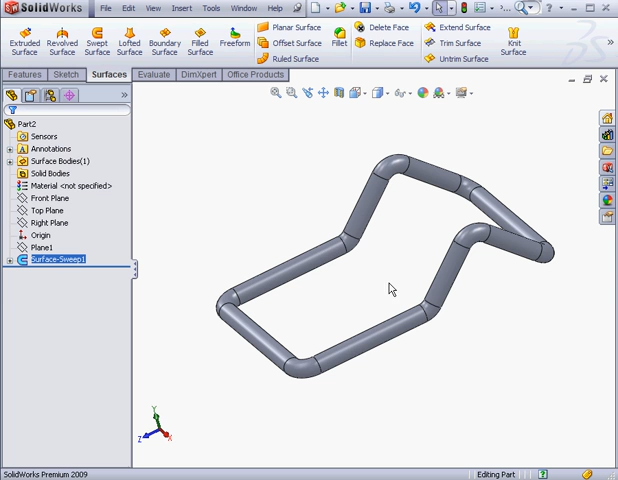 SolidWorks File Edit View Insert Tools Window Help
Extruded Surface
Revolved Surface
Swept Surface
Lofted Surface
Boundary Surface
Filled Surface
Freeform
Planar Surface
Offset Surface
Ruled Surface
Fillet
Delete Face
Replace Face
Extend Surface
Trim Surface
Untrim Surface
Knit Surface
Features Sketch Surfaces Evaluate DimXpert Office Products
Part2
Sensors
Annotations
Surface Bodies(1)
Solid Bodies
Material <not specified>
Front Plane
Top Plane
Right Plane
Origin
Plane1
Surface-Sweep1
Y
Z
X
SolidWorks Premium 2009 Editing Part